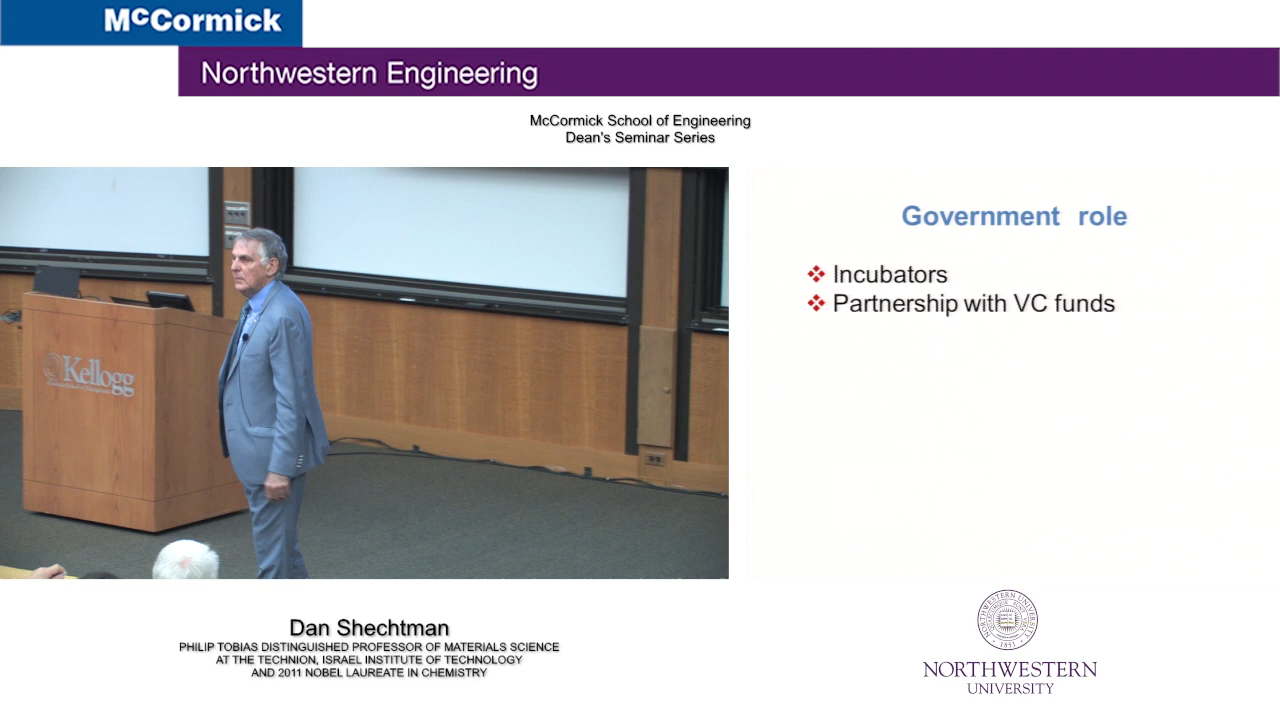 McCormick
Northwestern Engineering
McCormick School of Engineering
Dean's Seminar Series
Government role
Incubators
Partnership with VC funds
Kellogg
Dan Shechtman
PHILIP TOBIAS DISTINGUISHED PROFESSOR OF MATERIALS SCIENCE
AT THE TECHNION, ISRAEL INSTITUTE OF TECHNOLOGY
AND 2011 NOBEL LAUREATE IN CHEMISTRY
1851
NORTHWESTERN
UNIVERSITY